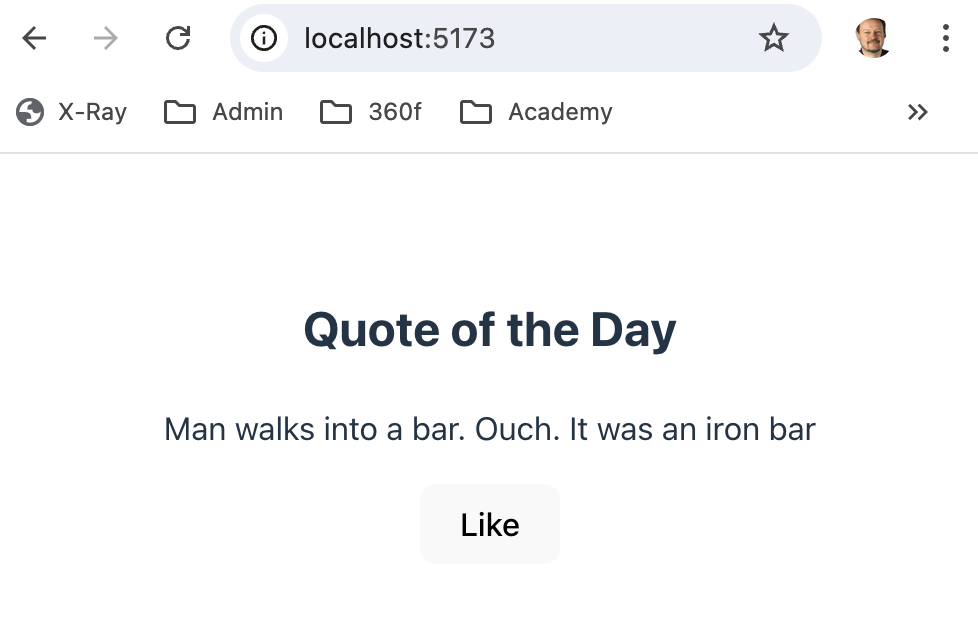 localhost:5173
X-Ray Admin 360f Academy
Quote of the Day
Man walks into a bar. Ouch. It was an iron bar
Like